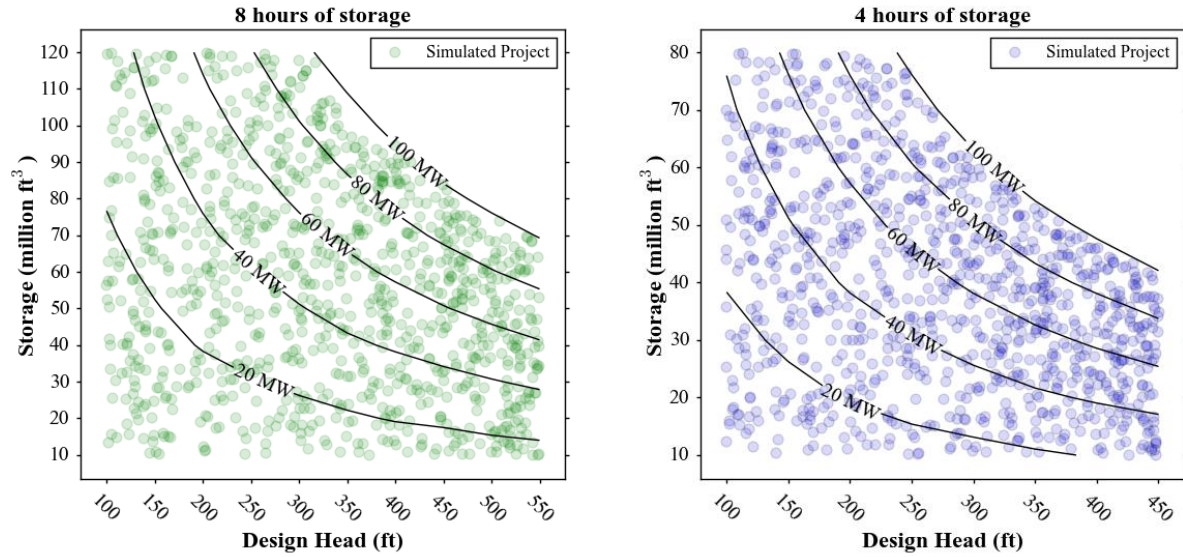 8 hours of storage
Storage (million ft³)
120
110
100
90
80
70
60
50
40
30
20
10
Simulated Project
100 MW
80 MW
60 MW
40 MW
20 MW
100
150
200
250
300
350
400
450
500
550
Design Head (ft)
4 hours of storage
Storage (million ft³)
80
70
60
50
40
30
20
10
Simulated Project
100 MW
80 MW
60 MW
40 MW
20 MW
100
150
200
250
300
350
400
450
Design Head (ft)